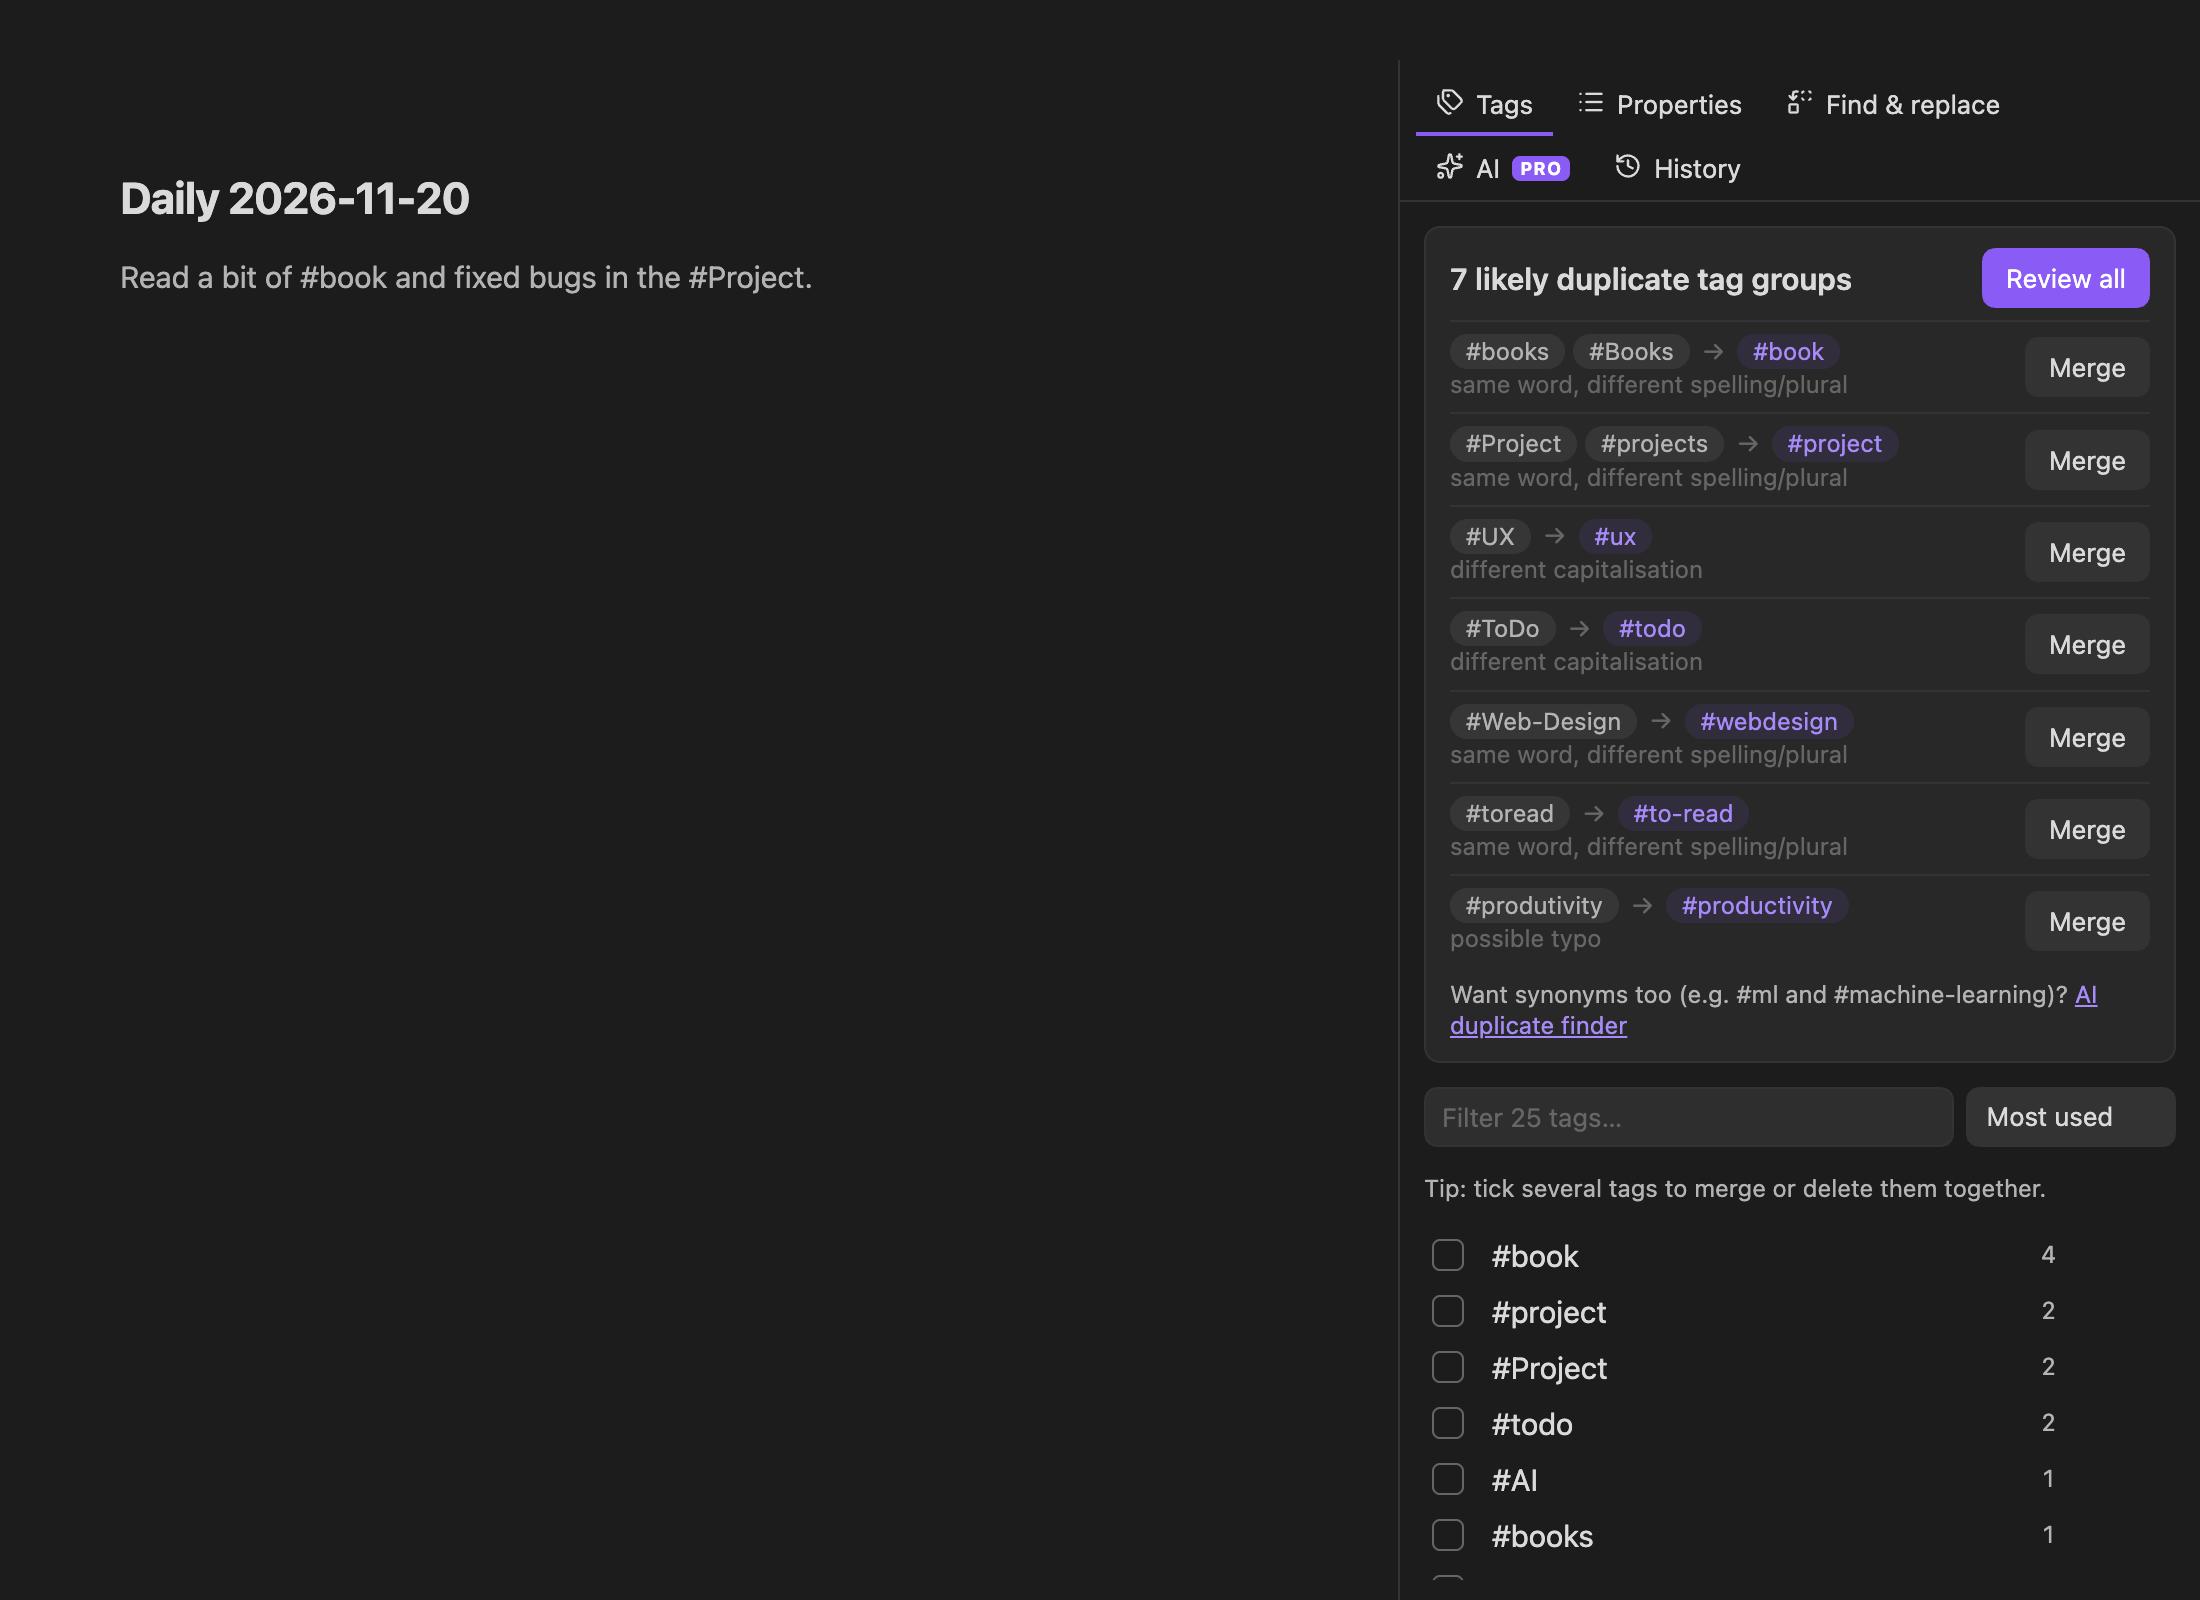 Daily 2026-11-20
Read a bit of #book and fixed bugs in the #Project.
Tags Properties Find & replace
AI PRO History
7 likely duplicate tag groups Review all
#books #Books → #book Merge
same word, different spelling/plural
#Project #projects → #project Merge
same word, different spelling/plural
#UX → #ux Merge
different capitalisation
#ToDo → #todo Merge
different capitalisation
#Web-Design → #webdesign Merge
same word, different spelling/plural
#toread → #to-read Merge
same word, different spelling/plural
#produtivity → #productivity Merge
possible typo
Want synonyms too (e.g. #ml and #machine-learning)? AI
duplicate finder
Filter 25 tags... Most used
Tip: tick several tags to merge or delete them together.
#book 4
#project 2
#Project 2
#todo 2
#AI 1
#books 1